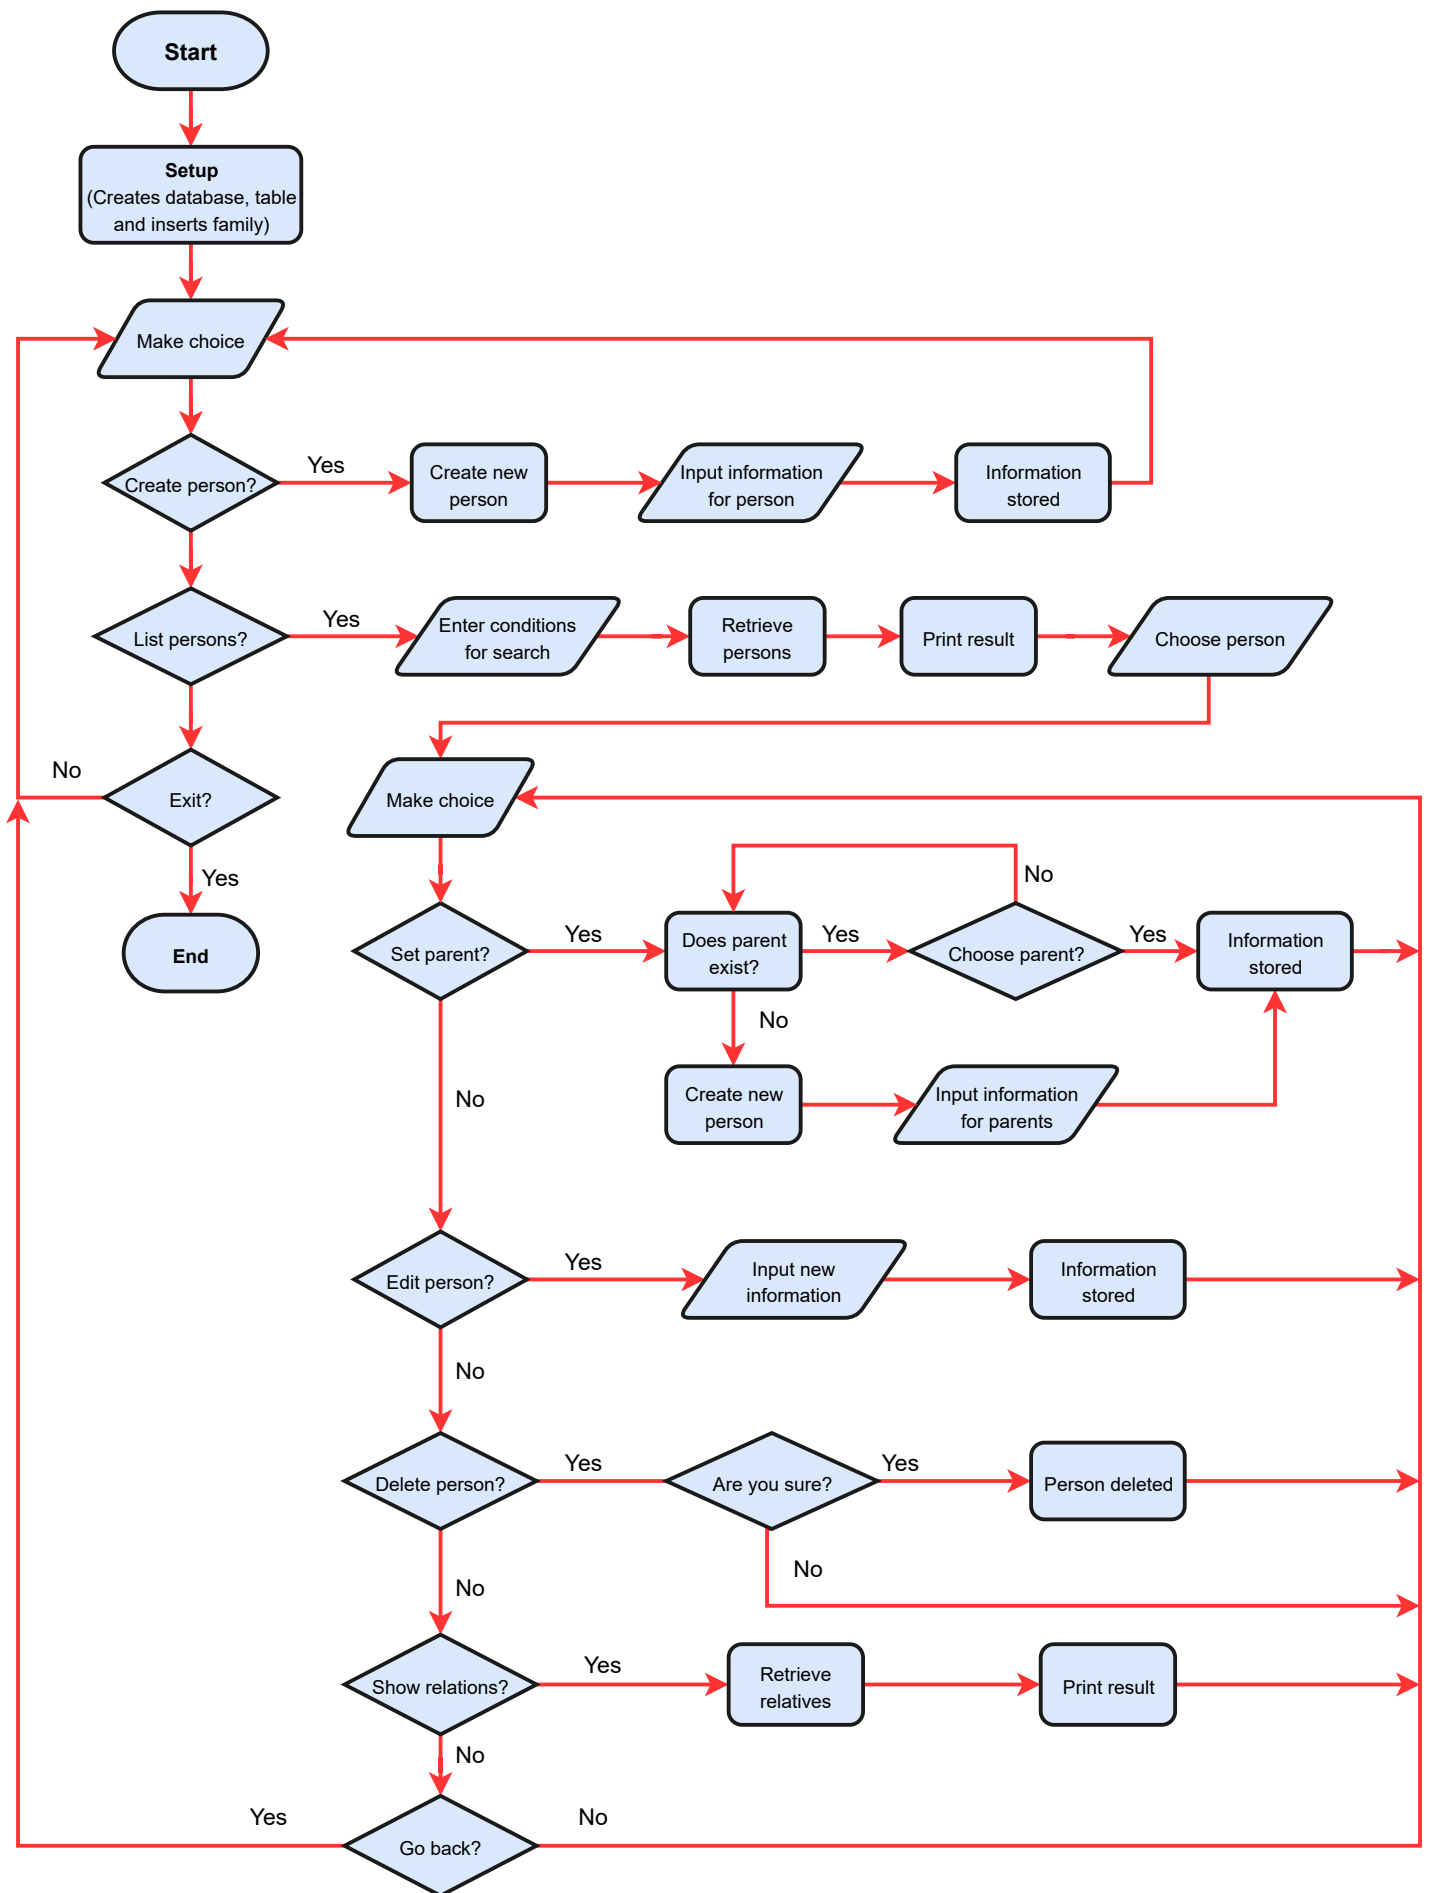 Start
Setup
(Creates database, table
and inserts family)
Make choice
Create person?
Yes
Create new
person
Input information
for person
Information
stored
List persons?
Yes
Enter conditions
for search
Retrieve
persons
Print result
Choose person
No
Exit?
Yes
End
Make choice
Set parent?
Yes
Does parent
exist?
Yes
Choose parent?
No
Yes
Information
stored
No
Create new
person
Input information
for parents
No
Edit person?
Yes
Input new
information
Information
stored
No
Delete person?
Yes
Are you sure?
Yes
Person deleted
No
No
Show relations?
Yes
Retrieve
relatives
Print result
No
Yes
Go back?
No